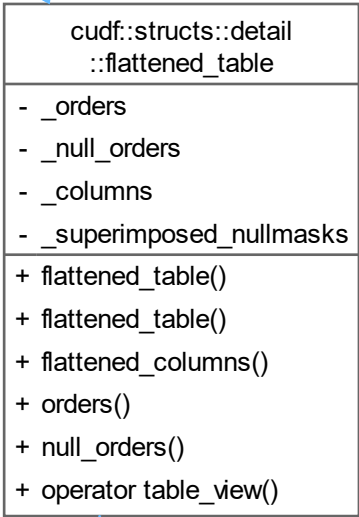 cudf::structs::detail
::flattened_table
- _orders
- _null_orders
- _columns
- _superimposed_nullmasks
+ flattened_table()
+ flattened_table()
+ flattened_columns()
+ orders()
+ null_orders()
+ operator table_view()